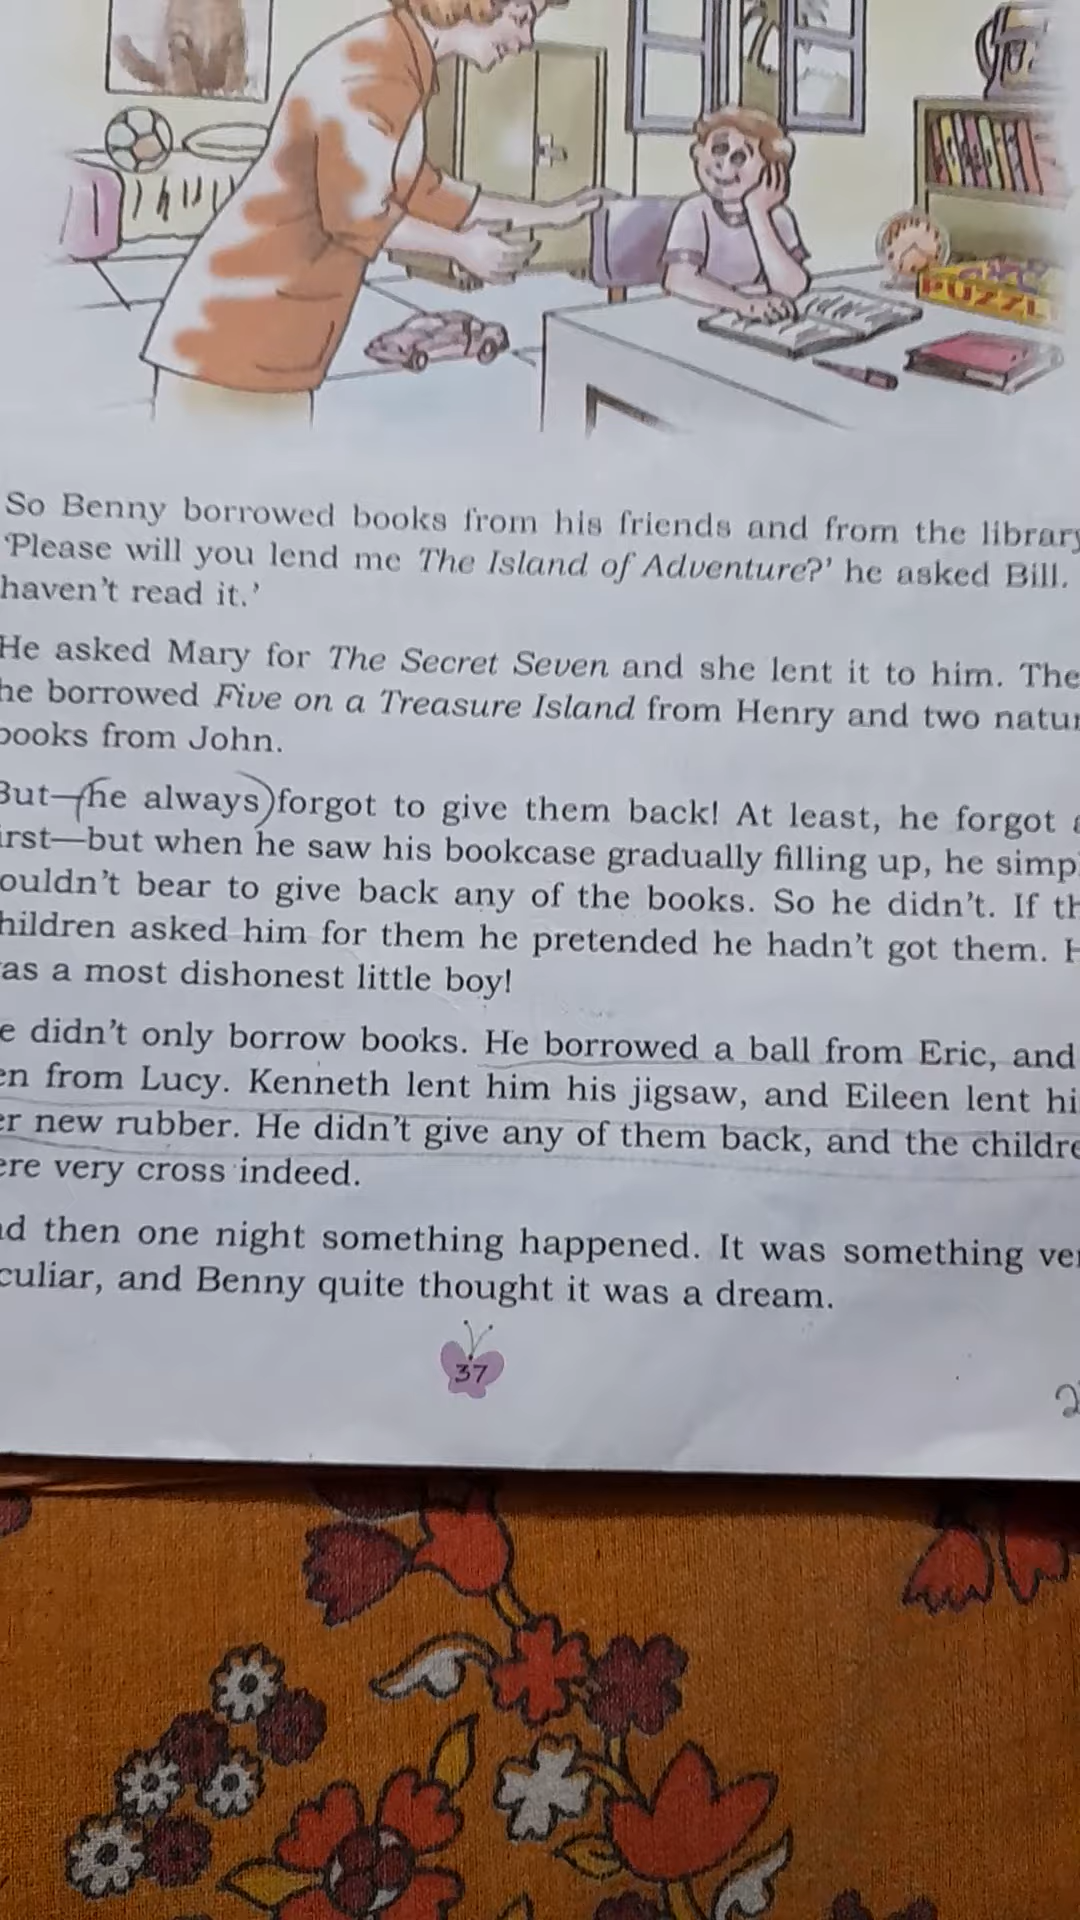 PUZZL
So Benny borrowed books from his friends and from the library
'Please will you lend me The Island of Adventure?' he asked Bill.
haven't read it.'
He asked Mary for The Secret Seven and she lent it to him. The
he borrowed Five on a Treasure Island from Henry and two natur
books from John.
But—he always forgot to give them back! At least, he forgot a
irst—but when he saw his bookcase gradually filling up, he simpl
ouldn't bear to give back any of the books. So he didn't. If th
hildren asked him for them he pretended he hadn't got them. H
as a most dishonest little boy!
e didn't only borrow books. He borrowed a ball from Eric, and
en from Lucy. Kenneth lent him his jigsaw, and Eileen lent hi
er new rubber. He didn't give any of them back, and the childre
ere very cross indeed.
nd then one night something happened. It was something ver
culiar, and Benny quite thought it was a dream.
37
2